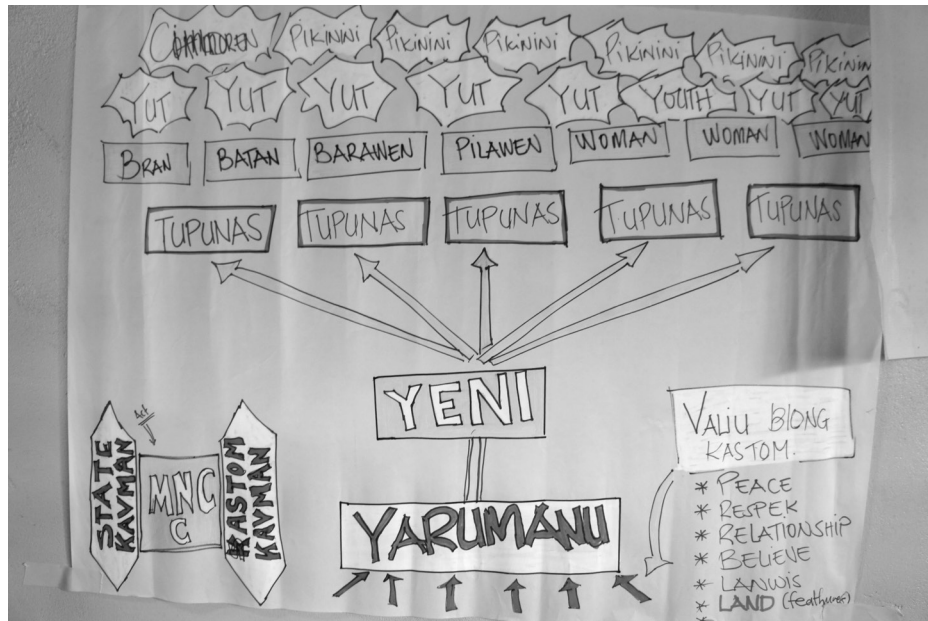 PIKININI PIKININI PIKININI PIKININI PIKININI PIKININ
YUT YUT YUT YUT YUT YOUTH YUT YUT
BRAN BATAN BARAWEN PILAWEN WOMAN WOMAN WOMAN
TUPUNAS TUPUNAS TUPUNAS TUPUNAS TUPUNAS
YENI
YARUMANU
Act
STATE
KAVMAN
MNC
C
KASTOM
KAVMAN
VALIU BLONG
KASTOM.
* PEACE
* RESPEK
* RELATIONSHIP
* BELIEVE
* LANWIS
* LAND